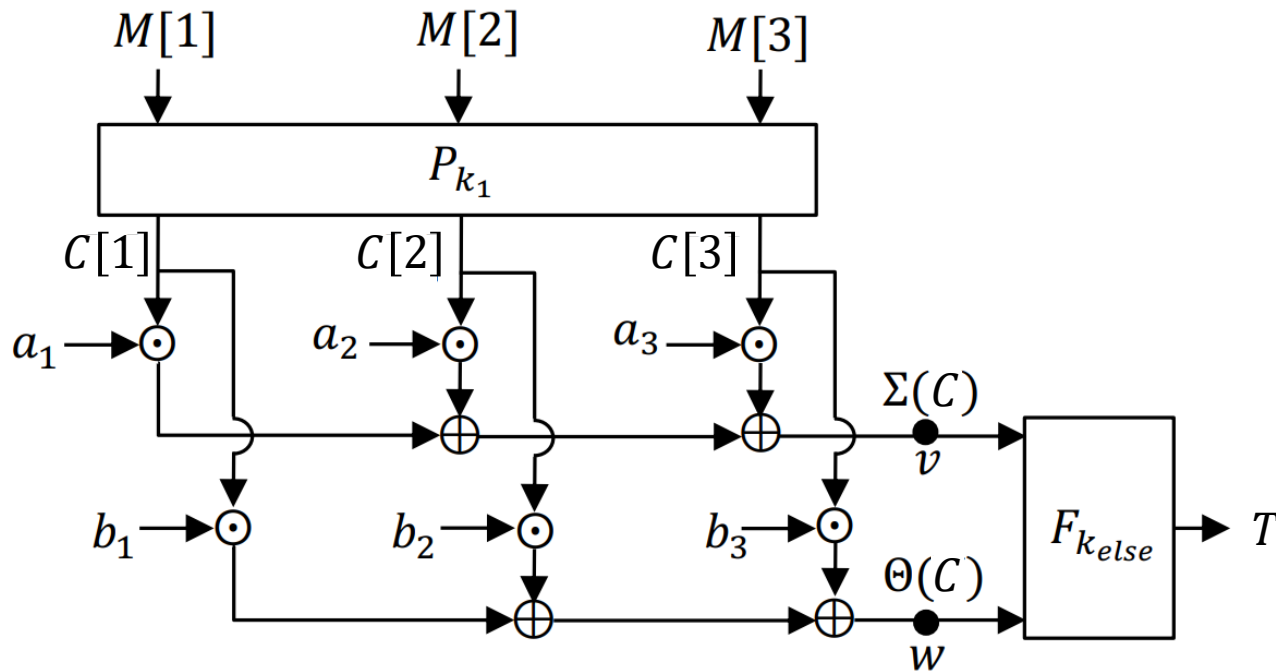 M[1] M[2] M[3]
P_{k_1}
C[1] C[2] C[3]
a_1 a_2 a_3
Σ(C)
v
b_1 b_2 b_3
F_{k_{else}} T
Θ(C)
w